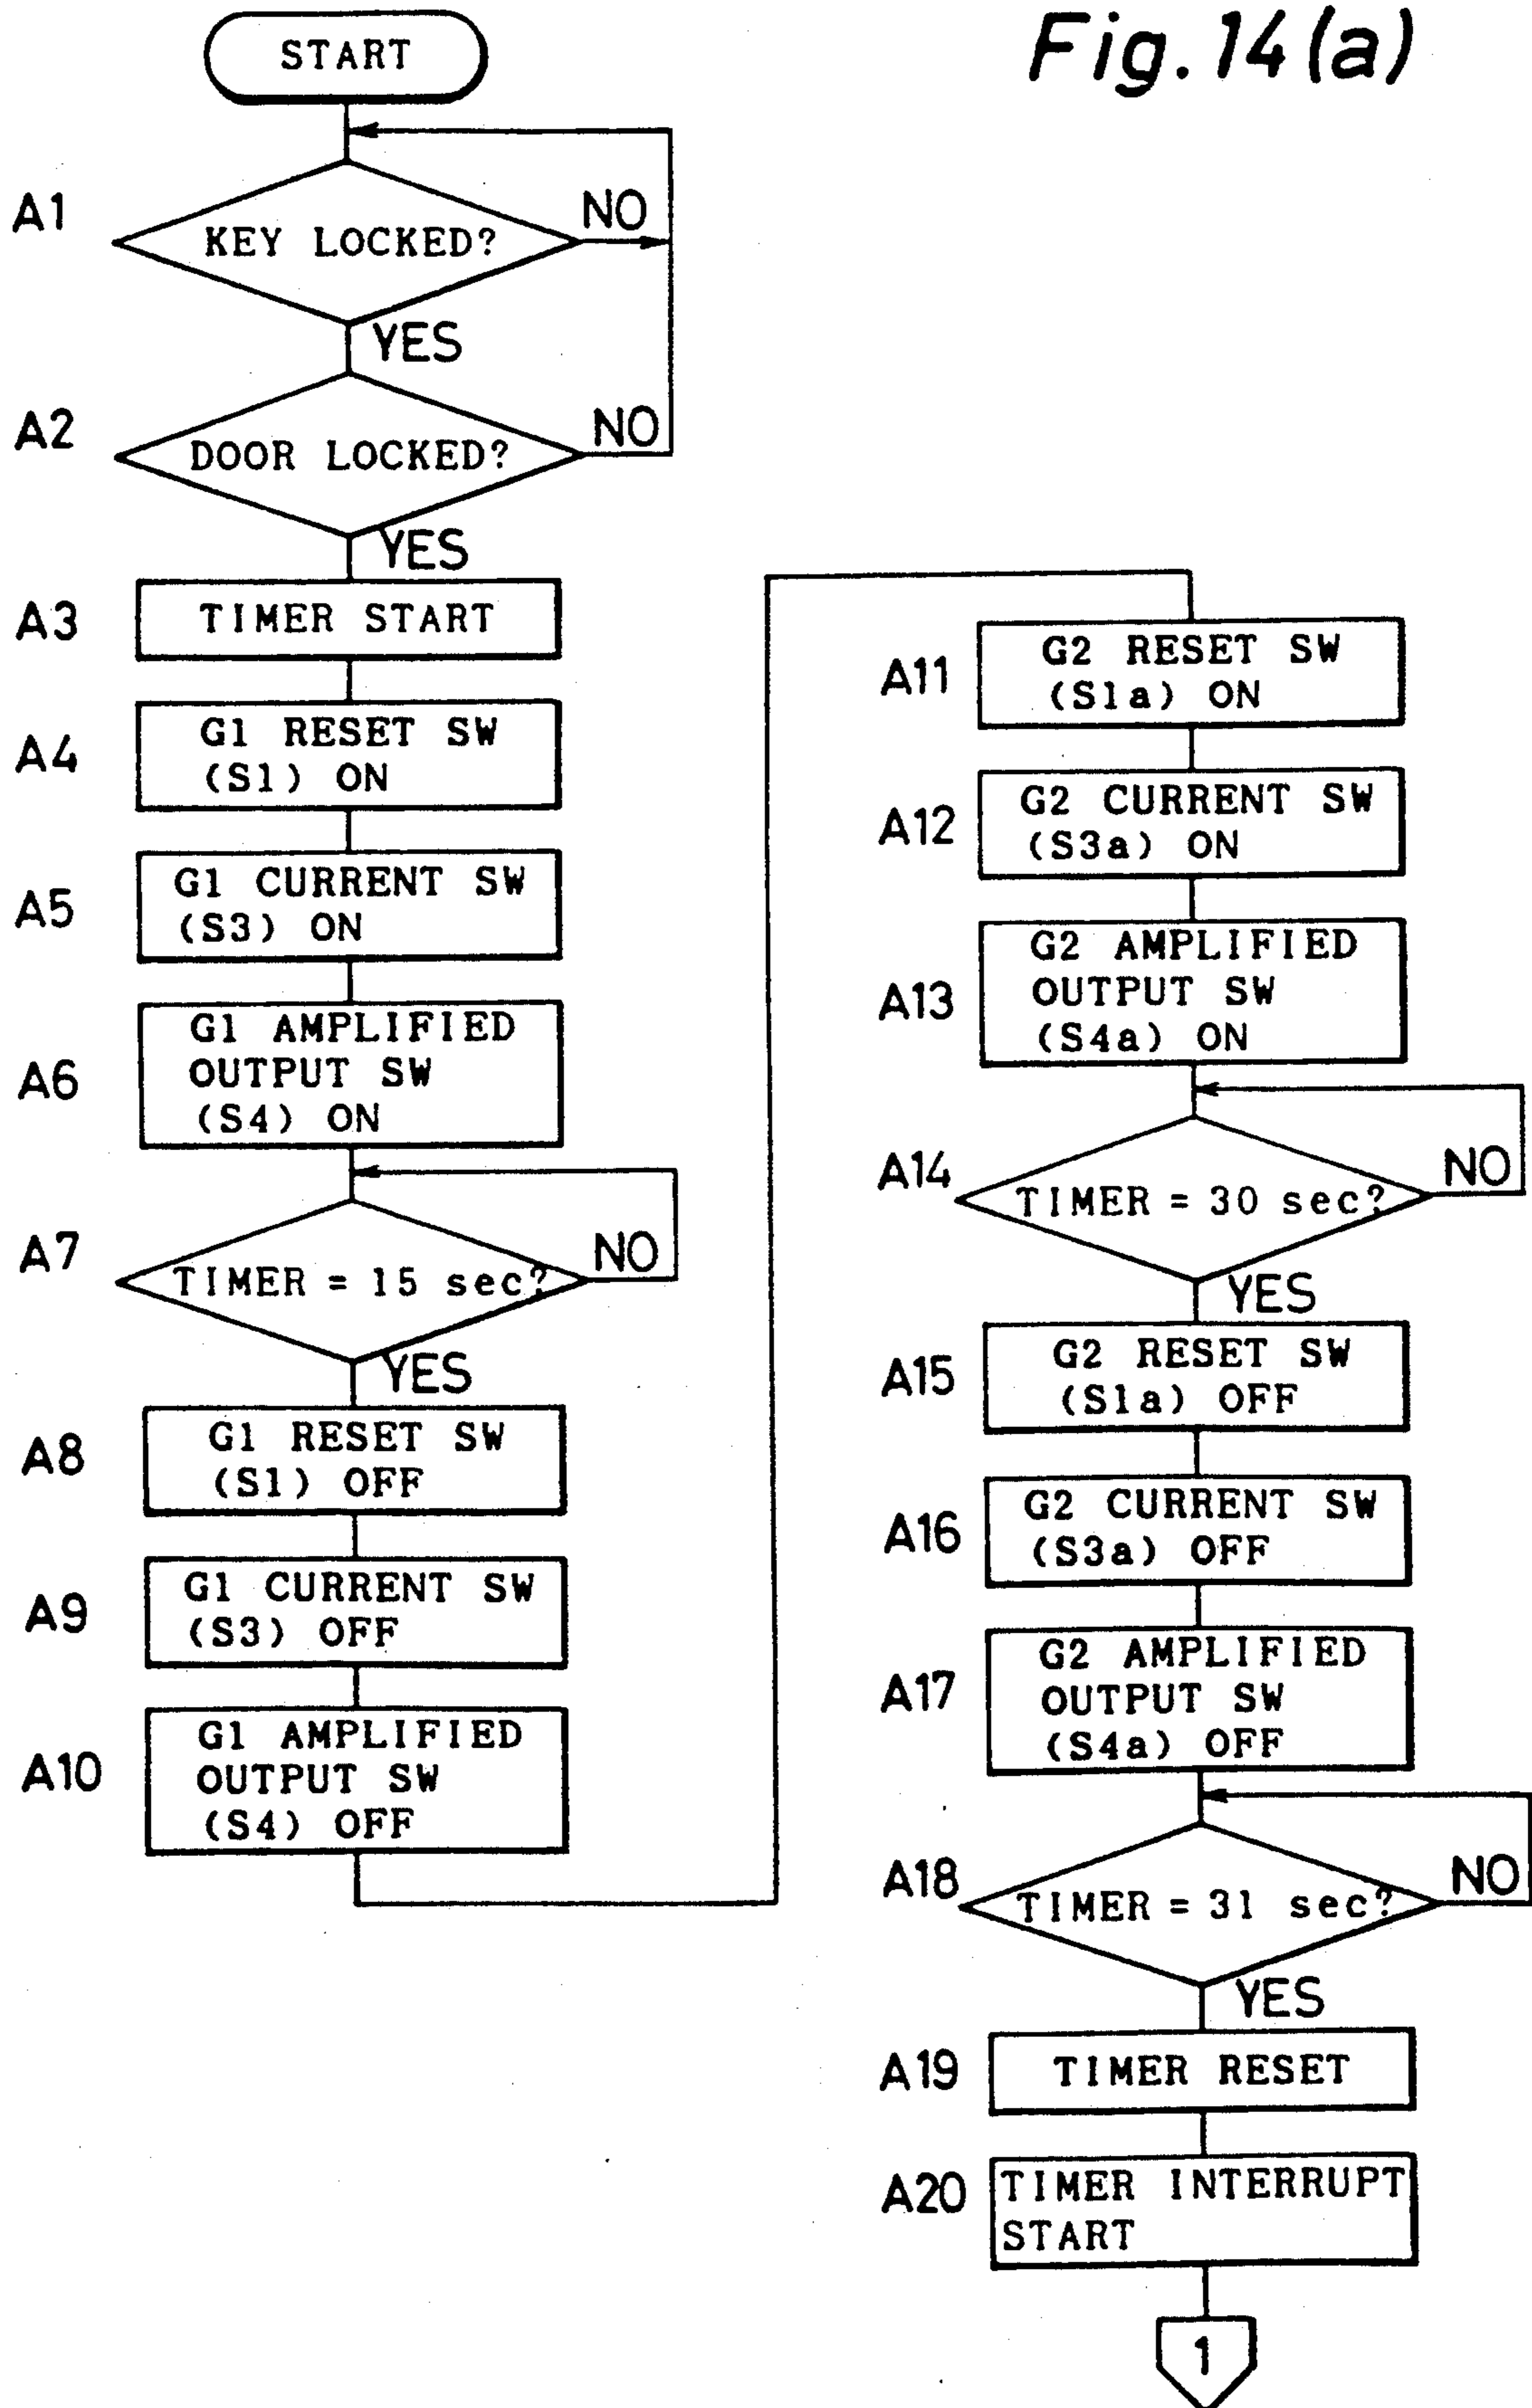 Fig. 14(a)
START
A1
KEY LOCKED?
NO
YES
A2
DOOR LOCKED?
NO
YES
A3
TIMER START
A4
G1 RESET SW
(S1) ON
A5
G1 CURRENT SW
(S3) ON
A6
G1 AMPLIFIED
OUTPUT SW
(S4) ON
A7
TIMER = 15 sec?
NO
YES
A8
G1 RESET SW
(S1) OFF
A9
G1 CURRENT SW
(S3) OFF
A10
G1 AMPLIFIED
OUTPUT SW
(S4) OFF
A11
G2 RESET SW
(S1a) ON
A12
G2 CURRENT SW
(S3a) ON
A13
G2 AMPLIFIED
OUTPUT SW
(S4a) ON
A14
TIMER = 30 sec?
NO
YES
A15
G2 RESET SW
(S1a) OFF
A16
G2 CURRENT SW
(S3a) OFF
A17
G2 AMPLIFIED
OUTPUT SW
(S4a) OFF
A18
TIMER = 31 sec?
NO
YES
A19
TIMER RESET
A20
TIMER INTERRUPT
START
1